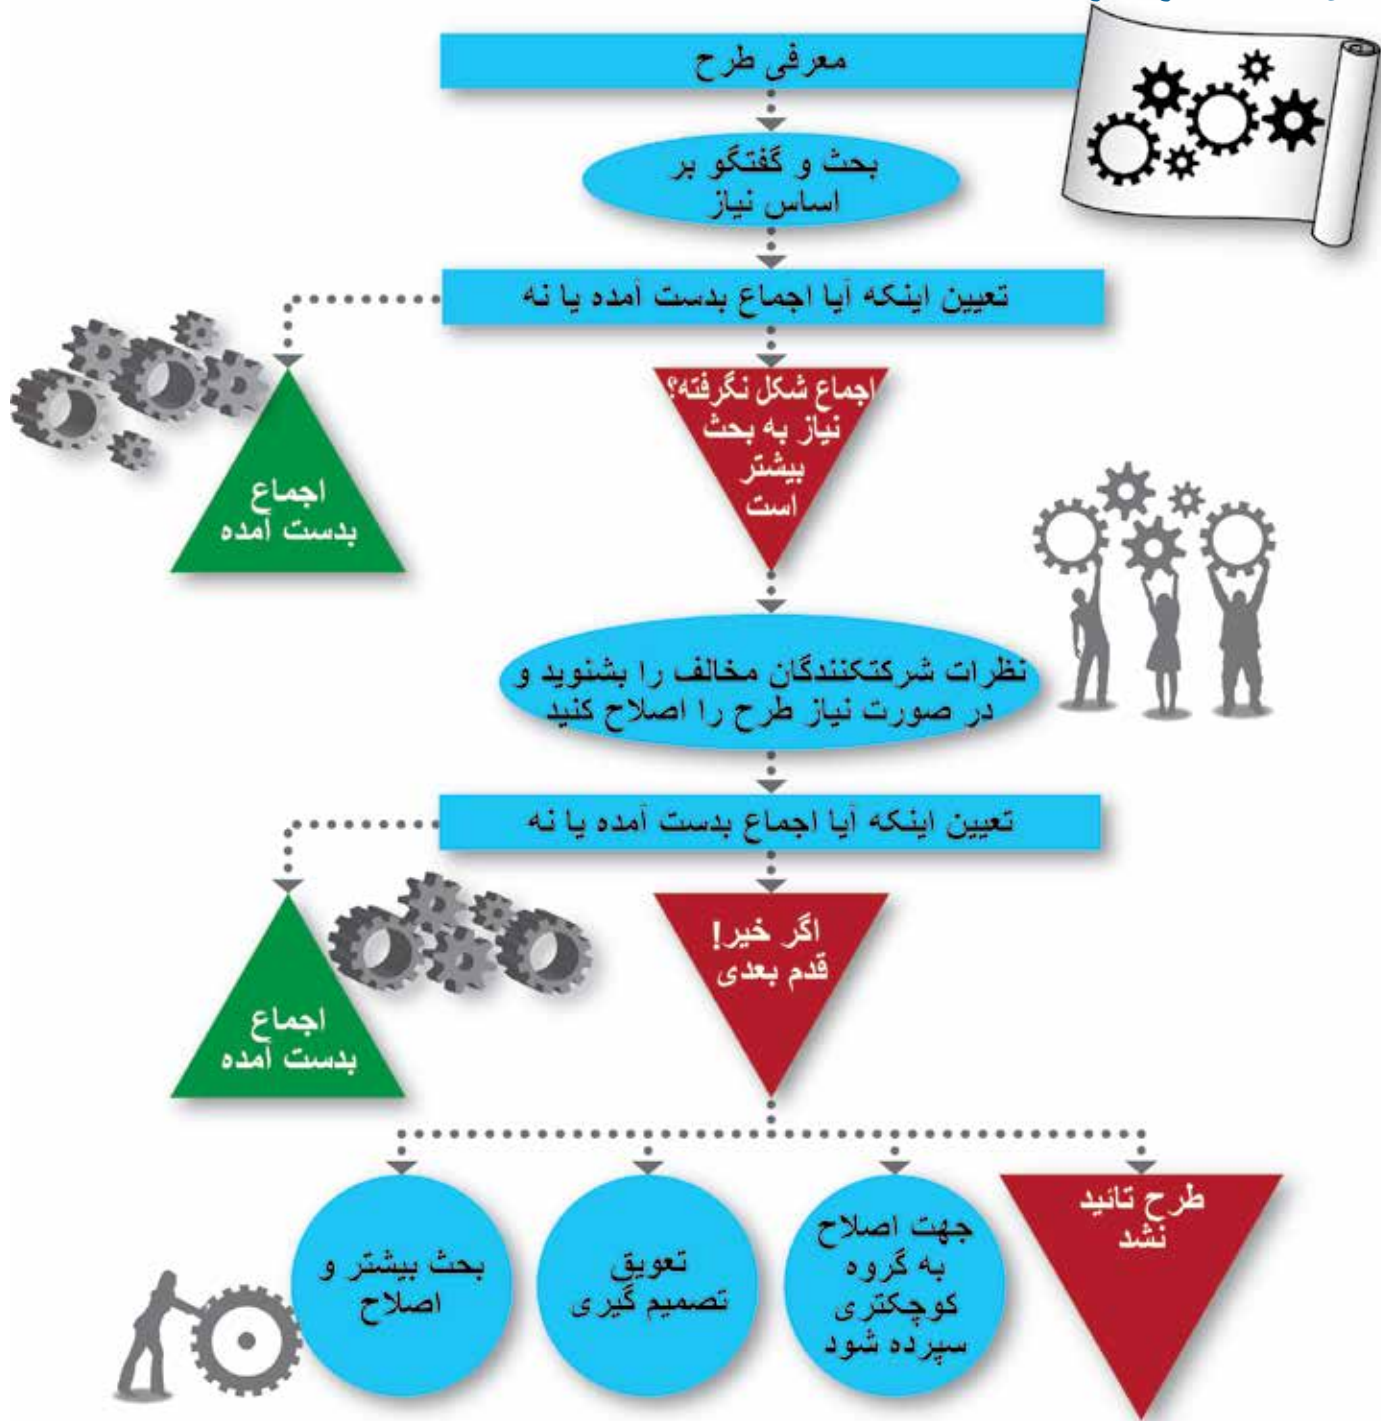 معرفی طرح
بحث و گفتگو بر
اساس نیاز
تعیین اینکه آیا اجماع بدست آمده یا نه
اجماع شکل نگرفته؟
نیاز به بحث
بیشتر
است
اجماع
بدست آمده
نظرات شرکتکنندگان مخالف را بشنوید و
در صورت نیاز طرح را اصلاح کنید
تعیین اینکه آیا اجماع بدست آمده یا نه
اگر خیر!
قدم بعدی
اجماع
بدست آمده
طرح تائید
نشد
جهت اصلاح
به گروه
کوچکتری
سپرده شود
تعویق
تصمیم گیری
بحث بیشتر و
اصلاح